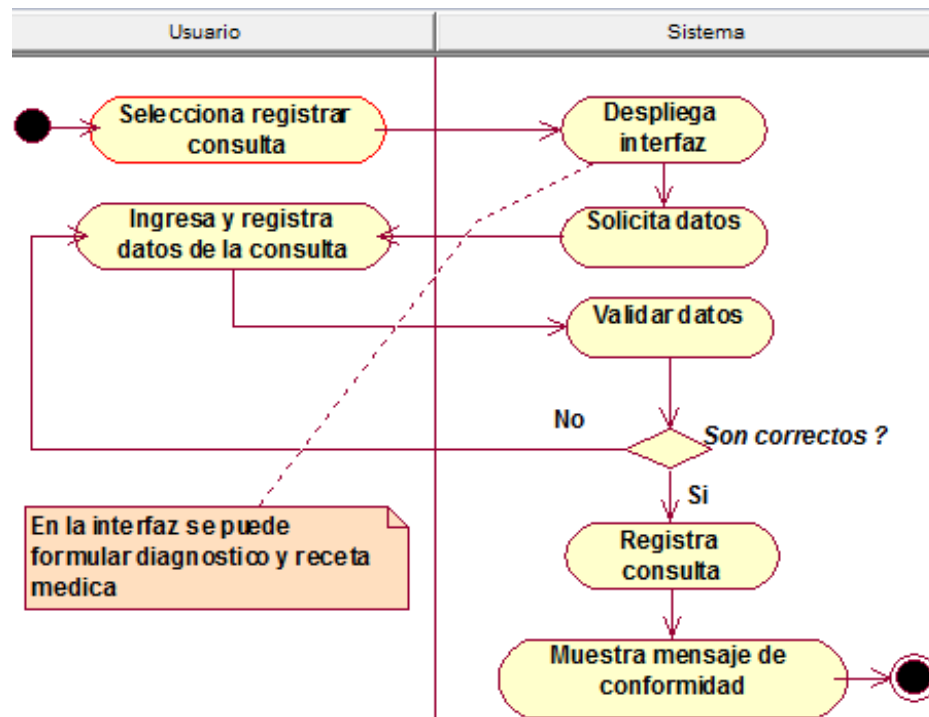 Usuario
Sistema
Selecciona registrar
consulta
Despliega
interfaz
Ingresa y registra
datos de la consulta
Solicita datos
Validar datos
No
Son correctos ?
Si
En la interfaz se puede
formular diagnostico y receta
medica
Registra
consulta
Muestra mensaje de
conformidad